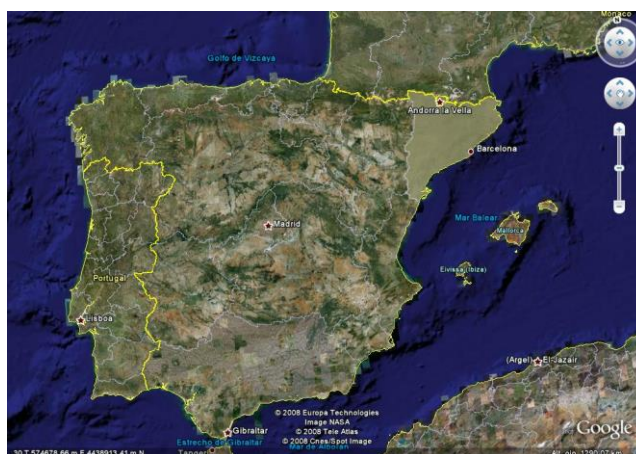 Monaco
N
Golfo de Vizcaya
Andorra la Vella
Barcelona
Madrid
Mar Balear
Mallorca
Eivissa (Ibiza)
Portugal
Lisboa
(Argel) El Jazair
© 2008 Europa Technologies
Image NASA
© 2008 Tele Atlas
© 2008 Cnes/Spot Image
Google
Gibraltar
Estrecho de Gibraltar
Mar de Alborán